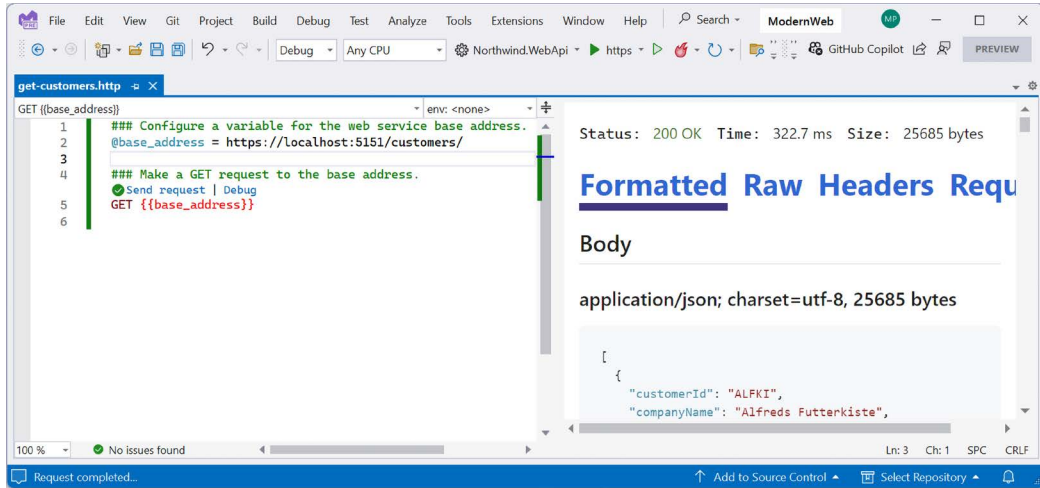 File Edit View Git Project Build Debug Test Analyze Tools Extensions Window Help Search ModernWeb MP
Debug Any CPU Northwind.WebApi https GitHub Copilot PREVIEW
get-customers.http
GET {{base_address}} env: <none>
1 ### Configure a variable for the web service base address.
2 @base_address = https://localhost:5151/customers/
3
4 ### Make a GET request to the base address.
Send request | Debug
5 GET {{base_address}}
6
Status: 200 OK Time: 322.7 ms Size: 25685 bytes
Formatted Raw Headers Requ
Body
application/json; charset=utf-8, 25685 bytes
[
{
"customerId": "ALFKI",
"companyName": "Alfreds Futterkiste",
100 % No issues found Ln: 3 Ch: 1 SPC CRLF
Request completed... Add to Source Control Select Repository